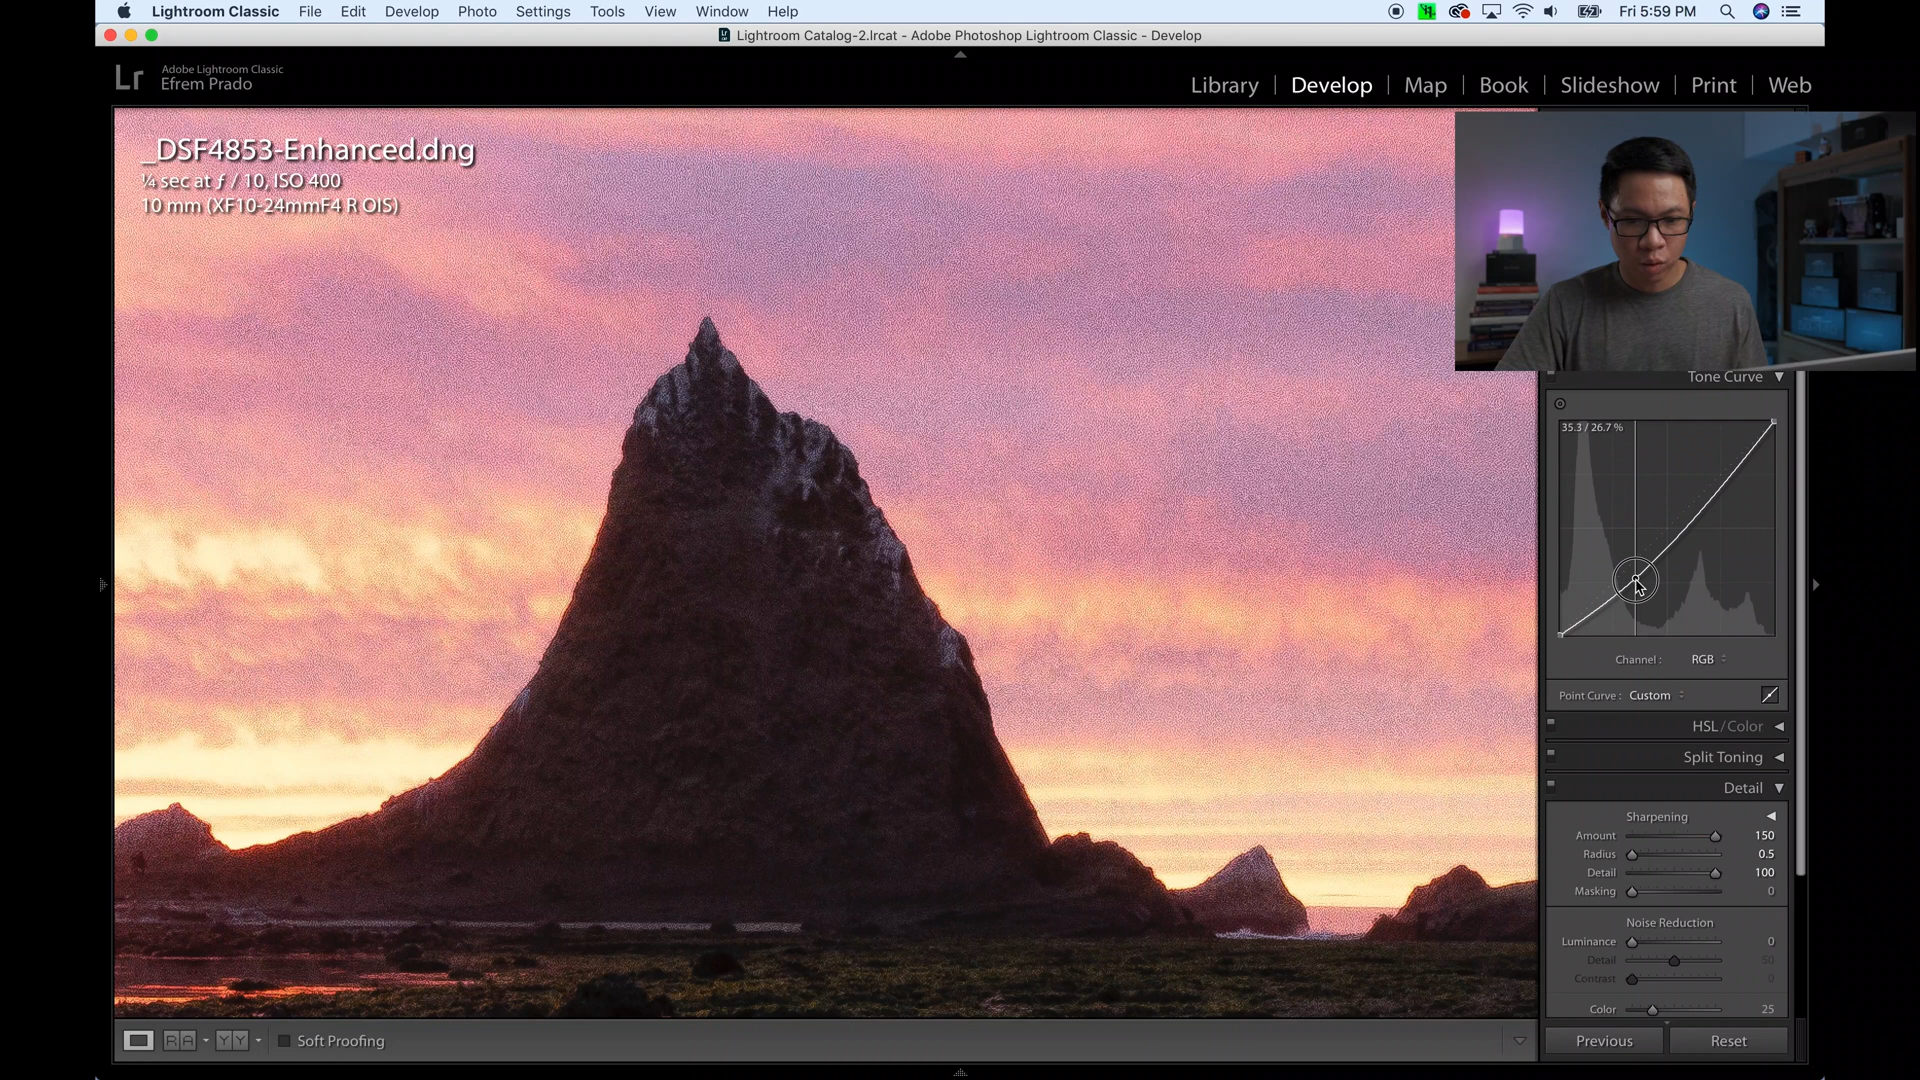 Lightroom Classic File Edit Develop Photo Settings Tools View Window Help Fri 5:59 PM
Lightroom Catalog-2.lrcat - Adobe Photoshop Lightroom Classic - Develop
Lr Adobe Lightroom Classic
Efrem Prado
Library | Develop | Map | Book | Slideshow | Print | Web
_DSF4853-Enhanced.dng
¼ sec at ƒ / 10, ISO 400
10 mm (XF10-24mmF4 R OIS)
Tone Curve
35.3 / 26.7 %
Channel : RGB
Point Curve : Custom
HSL / Color
Split Toning
Detail
Sharpening
Amount 150
Radius 0.5
Detail 100
Masking 0
Noise Reduction
Luminance 0
Detail 50
Contrast 0
Color 25
R A Y Y Soft Proofing Previous Reset